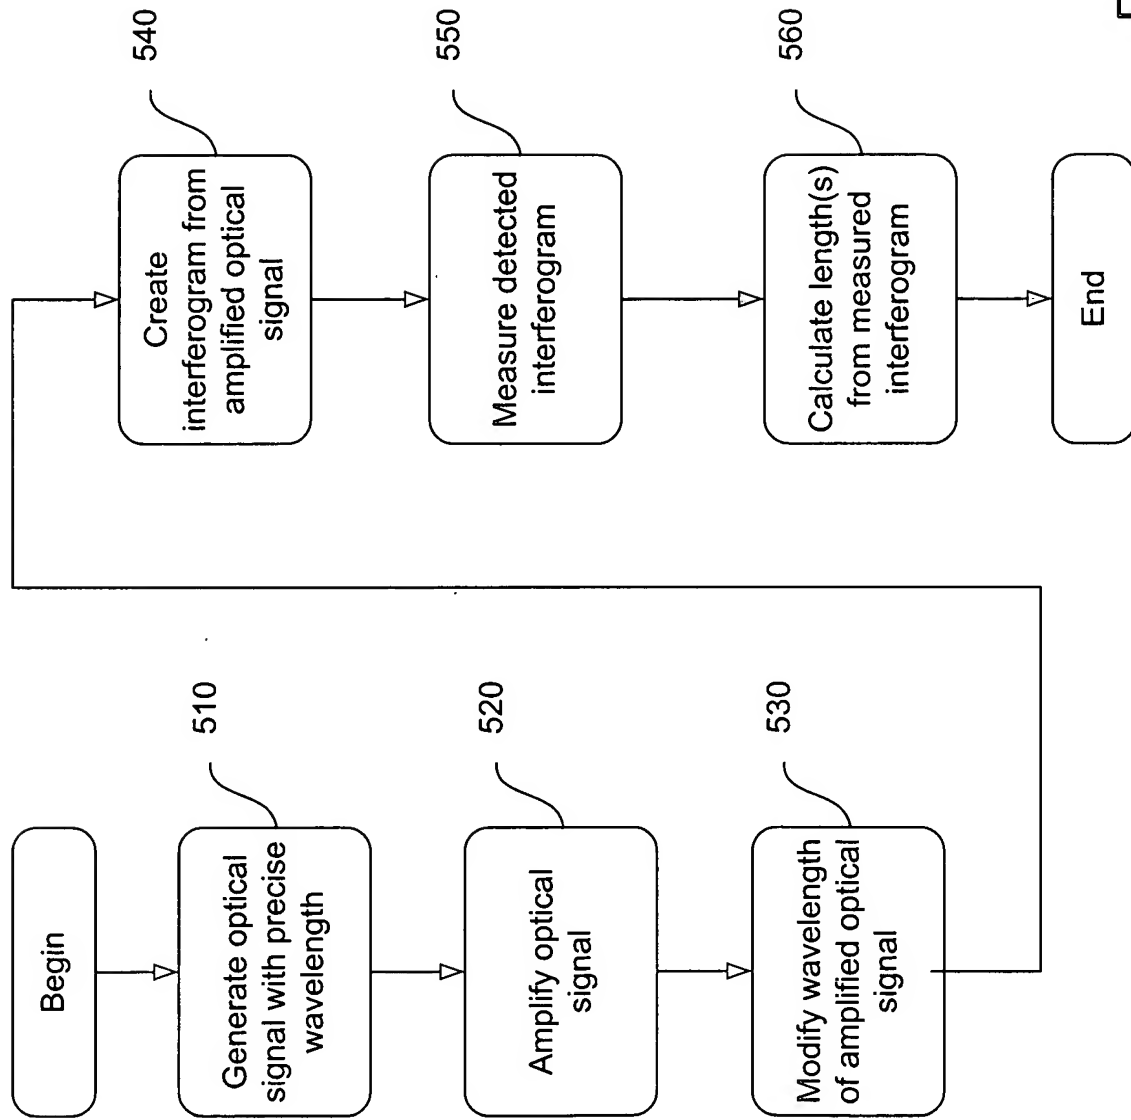 Begin
Generate optical
signal with precise
wavelength
510
Amplify optical
signal
520
Modify wavelength
of amplified optical
signal
530
Create
interferogram from
amplified optical
signal
540
Measure detected
interferogram
550
Calculate length(s)
from measured
interferogram
560
End